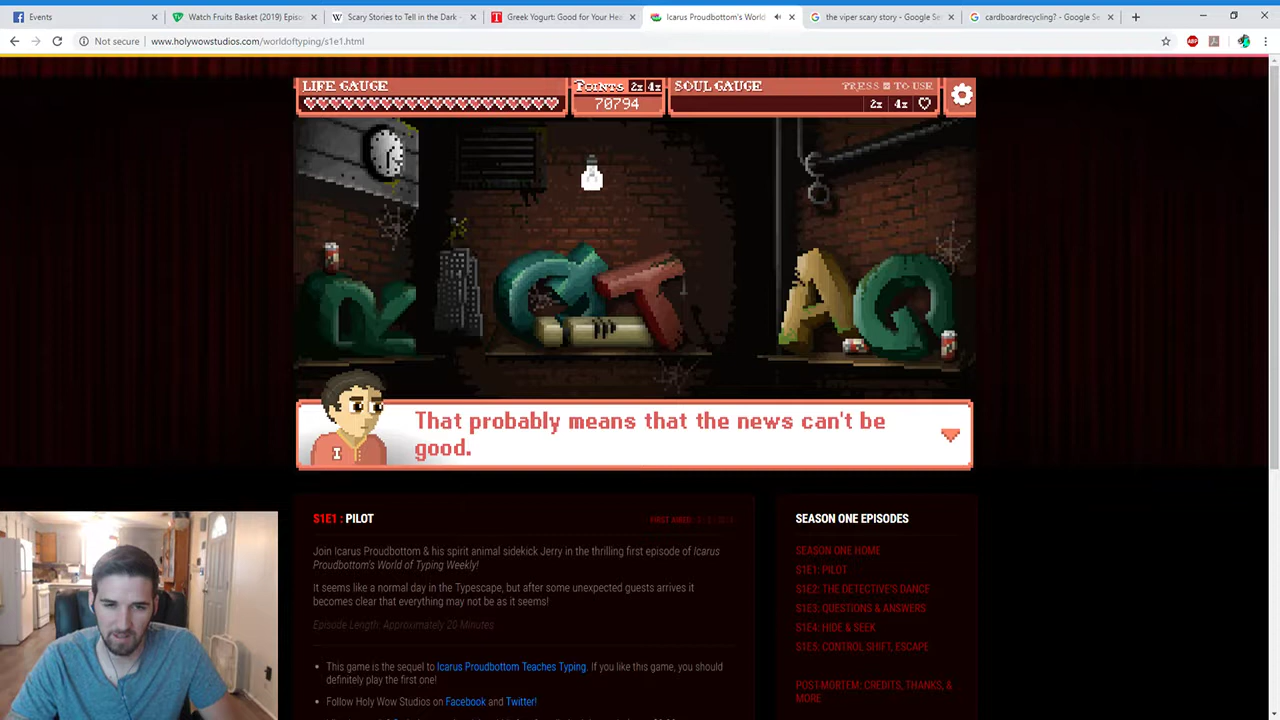 Events
Watch Fruits Basket (2019) Episo
Scary Stories to Tell in the Dark -
Greek Yogurt: Good for Your Hea
Icarus Proudbottom's World
the viper scary story - Google Se
cardboardrecycling? - Google Se
Not secure | www.holywowstudios.com/worldoftyping/s1e1.html
LIFE GAUGE
POINTS 2x 4x
70794
SOUL GAUGE
PRESS TO USE
2x 4x
R G T A Q
I
That probably means that the news can't be
good.
S1E1 : PILOT
FIRST AIRED:
Join Icarus Proudbottom & his spirit animal sidekick Jerry in the thrilling first episode of Icarus
Proudbottom's World of Typing Weekly!
It seems like a normal day in the Typescape, but after some unexpected guests arrives it
becomes clear that everything may not be as it seems!
Episode Length: Approximately 20 Minutes
• This game is the sequel to Icarus Proudbottom Teaches Typing. If you like this game, you should
definitely play the first one!
• Follow Holy Wow Studios on Facebook and Twitter!
SEASON ONE EPISODES
SEASON ONE HOME
S1E1: PILOT
S1E2: THE DETECTIVE'S DANCE
S1E3: QUESTIONS & ANSWERS
S1E4: HIDE & SEEK
S1E5: CONTROL, SHIFT, ESCAPE
POST-MORTEM: CREDITS, THANKS, &
MORE